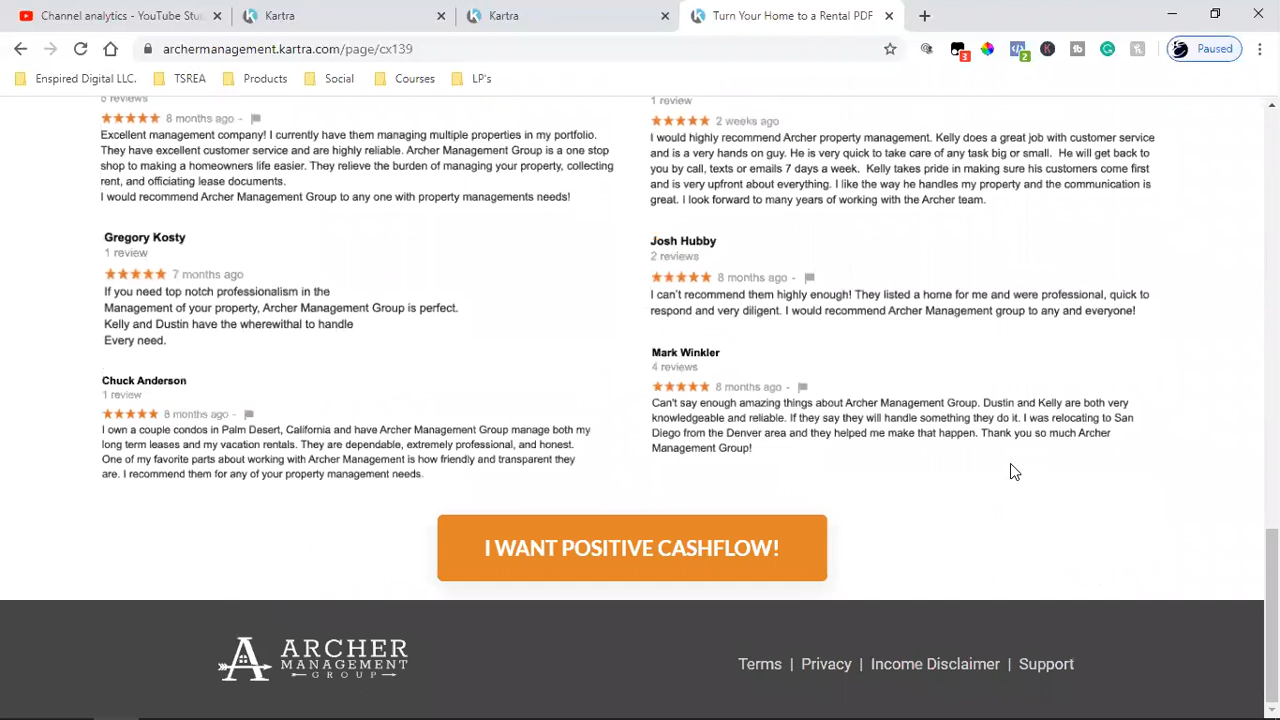 Channel analytics - YouTube Stu
Kartra
Kartra
Turn Your Home to a Rental PDF
archermanagement.kartra.com/page/cx139
3
2
K
tb
Paused
Enspired Digital LLC.
TSREA
Products
Social
Courses
LP's
6 reviews
8 months ago -
Excellent management company! I currently have them managing multiple properties in my portfolio.
They have excellent customer service and are highly reliable. Archer Management Group is a one stop
shop to making a homeowners life easier. They relieve the burden of managing your property, collecting
rent, and officiating lease documents.
I would recommend Archer Management Group to any one with property managements needs!
Gregory Kosty
1 review
7 months ago
If you need top notch professionalism in the
Management of your property, Archer Management Group is perfect.
Kelly and Dustin have the wherewithal to handle
Every need.
Chuck Anderson
1 review
8 months ago -
I own a couple condos in Palm Desert, California and have Archer Management Group manage both my
long term leases and my vacation rentals. They are dependable, extremely professional, and honest.
One of my favorite parts about working with Archer Management is how friendly and transparent they
are. I recommend them for any of your property management needs.
1 review
2 weeks ago
I would highly recommend Archer property management. Kelly does a great job with customer service
and is a very hands on guy. He is very quick to take care of any task big or small. He will get back to
you by call, texts or emails 7 days a week. Kelly takes pride in making sure his customers come first
and is very upfront about everything. I like the way he handles my property and the communication is
great. I look forward to many years of working with the Archer team.
Josh Hubby
2 reviews
8 months ago -
I can't recommend them highly enough! They listed a home for me and were professional, quick to
respond and very diligent. I would recommend Archer Management group to any and everyone!
Mark Winkler
4 reviews
8 months ago -
Can't say enough amazing things about Archer Management Group. Dustin and Kelly are both very
knowledgeable and reliable. If they say they will handle something they do it. I was relocating to San
Diego from the Denver area and they helped me make that happen. Thank you so much Archer
Management Group!
I WANT POSITIVE CASHFLOW!
A ARCHER
MANAGEMENT
GROUP
Terms | Privacy | Income Disclaimer | Support